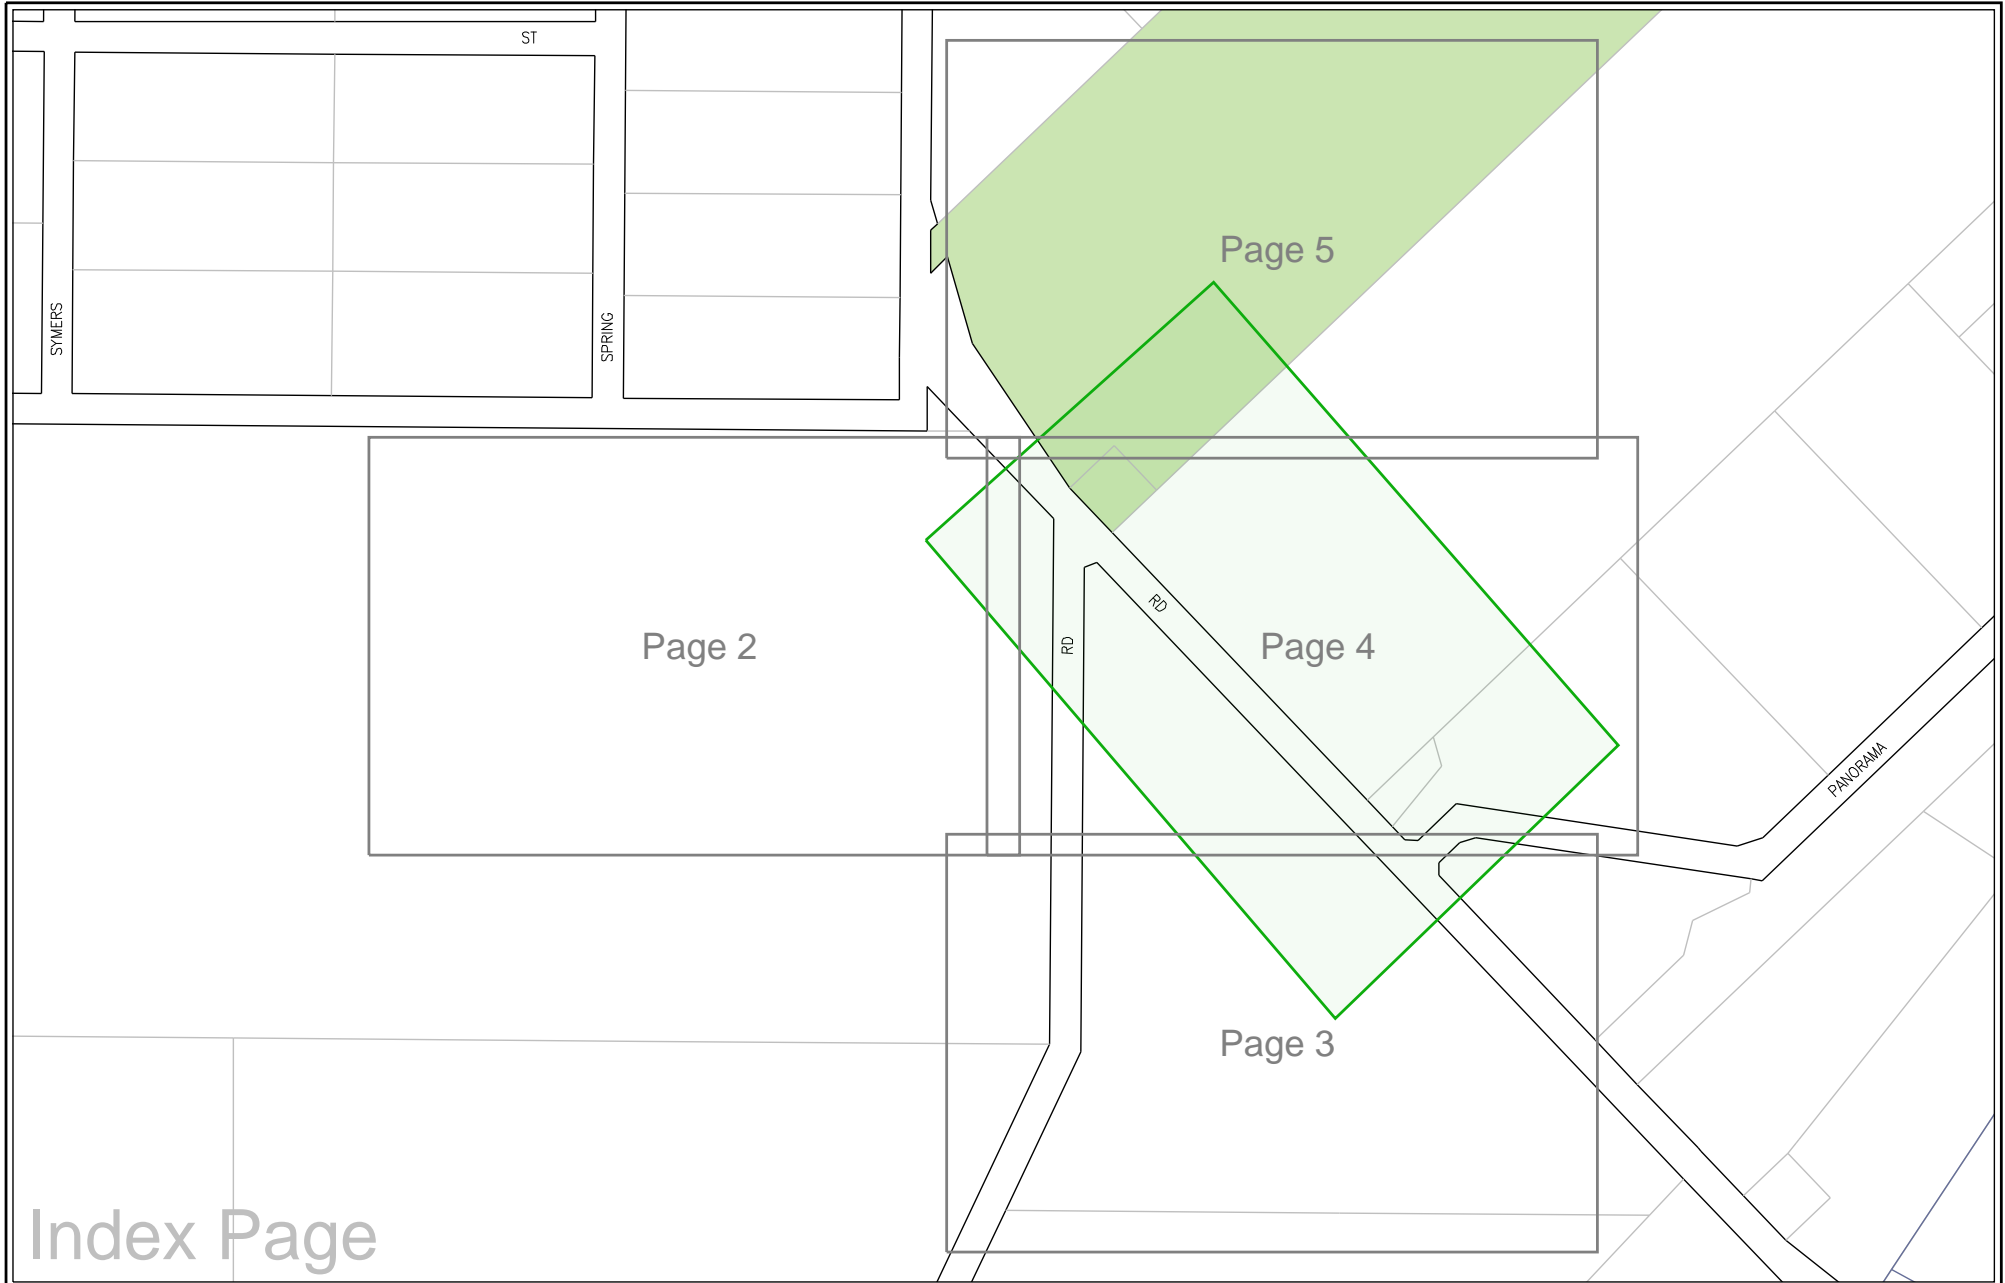 ST
Page 5
SYMERS
SPRING
RD
RD
Page 2
Page 4
PANORAMA
Page 3
Index Page